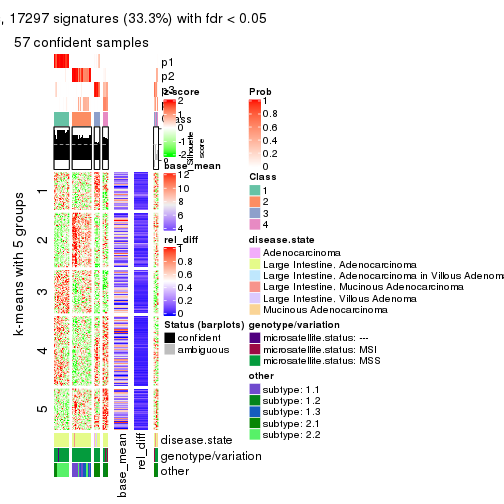 , 17297 signatures (33.3%) with fdr < 0.05
57 confident samples
p1
p2
z-score
2
1
0
-1
-2
Silhouette
score
base_mean
12
10
8
6
4
rel_diff
1
0.8
0.6
0.4
0.2
0
Status (barplots)
confident
ambiguous
Prob
1
0.8
0.6
0.4
0.2
0
Class
1
2
3
4
disease.state
Adenocarcinoma
Large Intestine. Adenocarcinoma
Large Intestine. Adenocarcinoma in Villous Adenom
Large Intestine. Mucinous Adenocarcinoma
Large Intestine. Villous Adenoma
Mucinous Adenocarcinoma
genotype/variation
microsatellite.status: ---
microsatellite.status: MSI
microsatellite.status: MSS
other
subtype: 1.1
subtype: 1.2
subtype: 1.3
subtype: 2.1
subtype: 2.2
k-means with 5 groups
1
2
3
4
5
disease.state
genotype/variation
other
base_mean
rel_diff